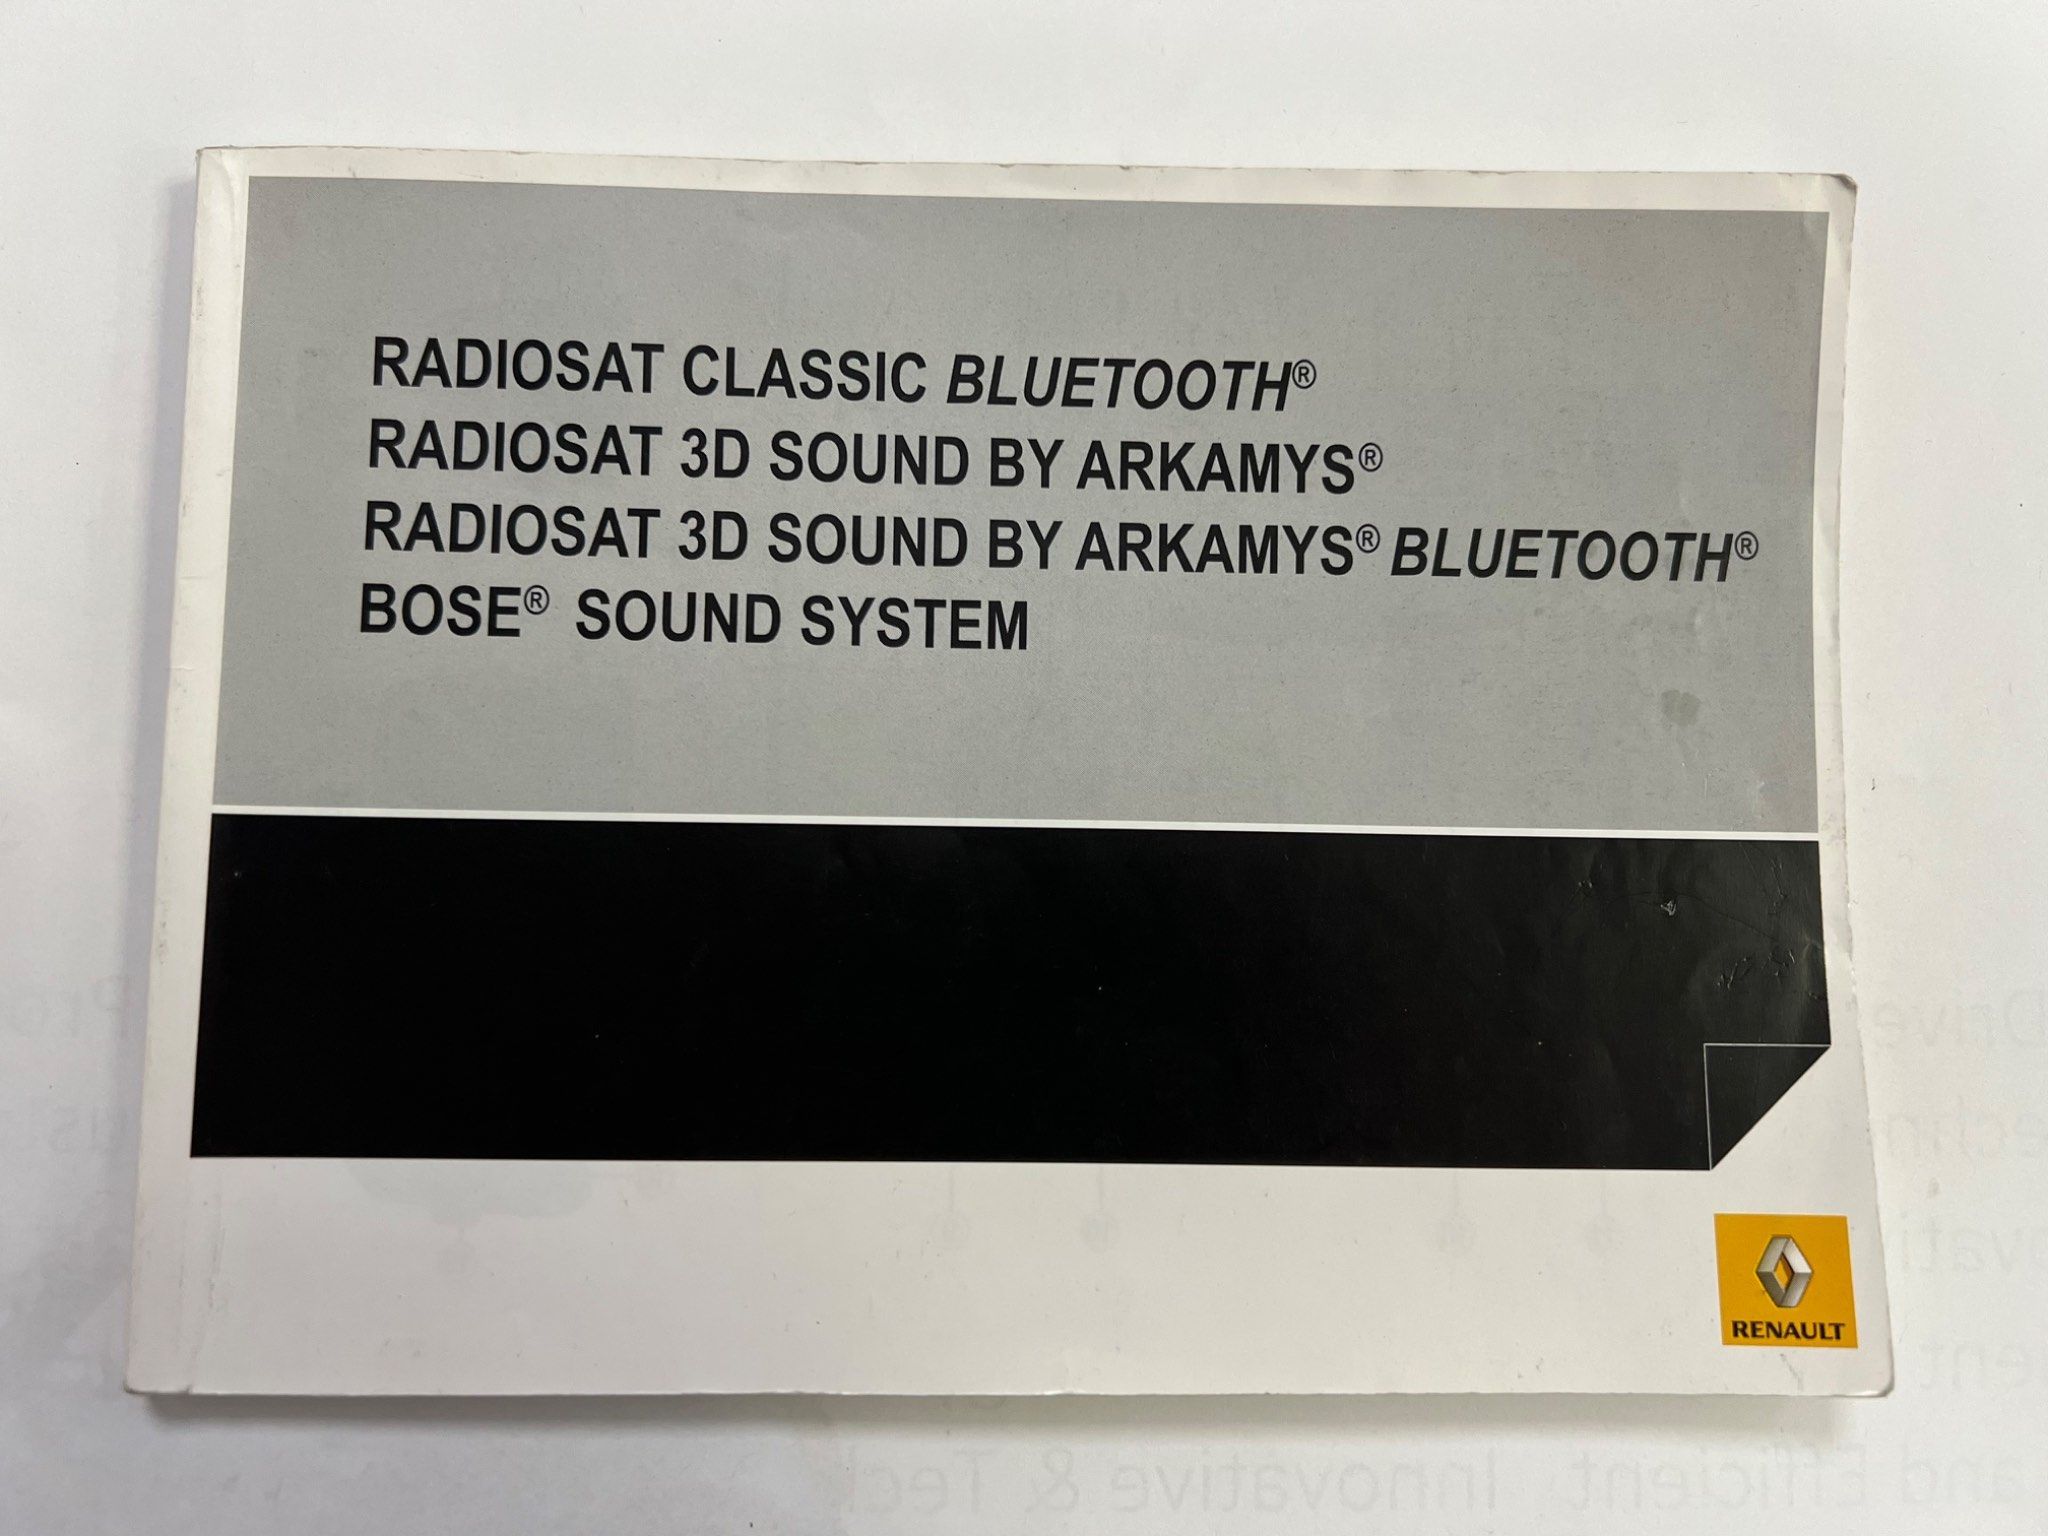 RADIOSAT CLASSIC BLUETOOTH®
RADIOSAT 3D SOUND BY ARKAMYS®
RADIOSAT 3D SOUND BY ARKAMYS® BLUETOOTH®
BOSE® SOUND SYSTEM
RENAULT